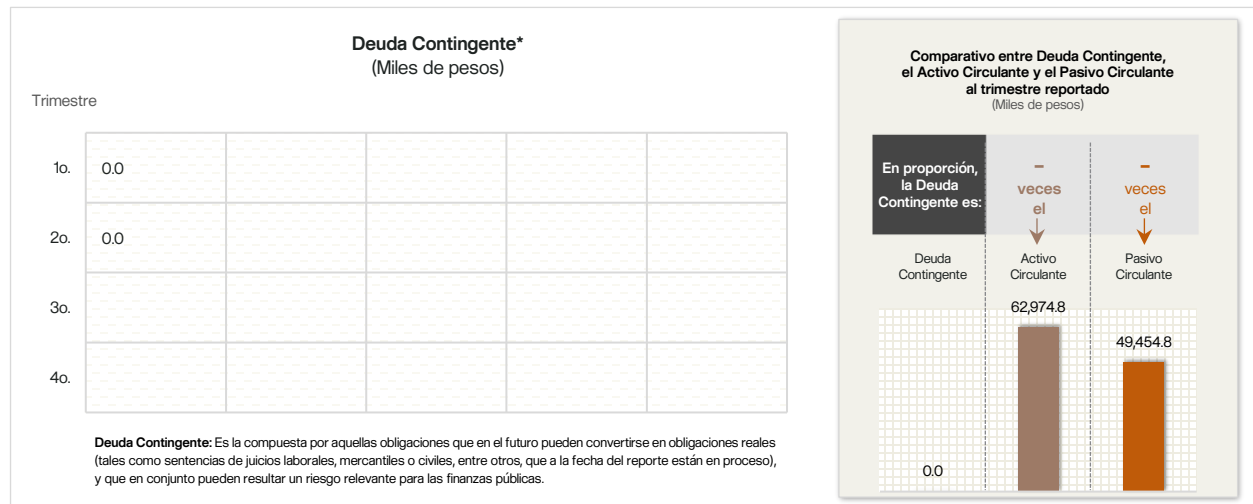 Deuda Contingente*
(Miles de pesos)
Trimestre
1o. 0.0
2o. 0.0
3o.
4o.
Deuda Contingente: Es la compuesta por aquellas obligaciones que en el futuro pueden convertirse en obligaciones reales
(tales como sentencias de juicios laborales, mercantiles o civiles, entre otros, que a la fecha del reporte están en proceso),
y que en conjunto pueden resultar un riesgo relevante para las finanzas públicas.
Comparativo entre Deuda Contingente,
el Activo Circulante y el Pasivo Circulante
al trimestre reportado
(Miles de pesos)
En proporción,
la Deuda
Contingente es:
–
veces
el
–
veces
el
Deuda
Contingente
Activo
Circulante
Pasivo
Circulante
0.0
62,974.8
49,454.8